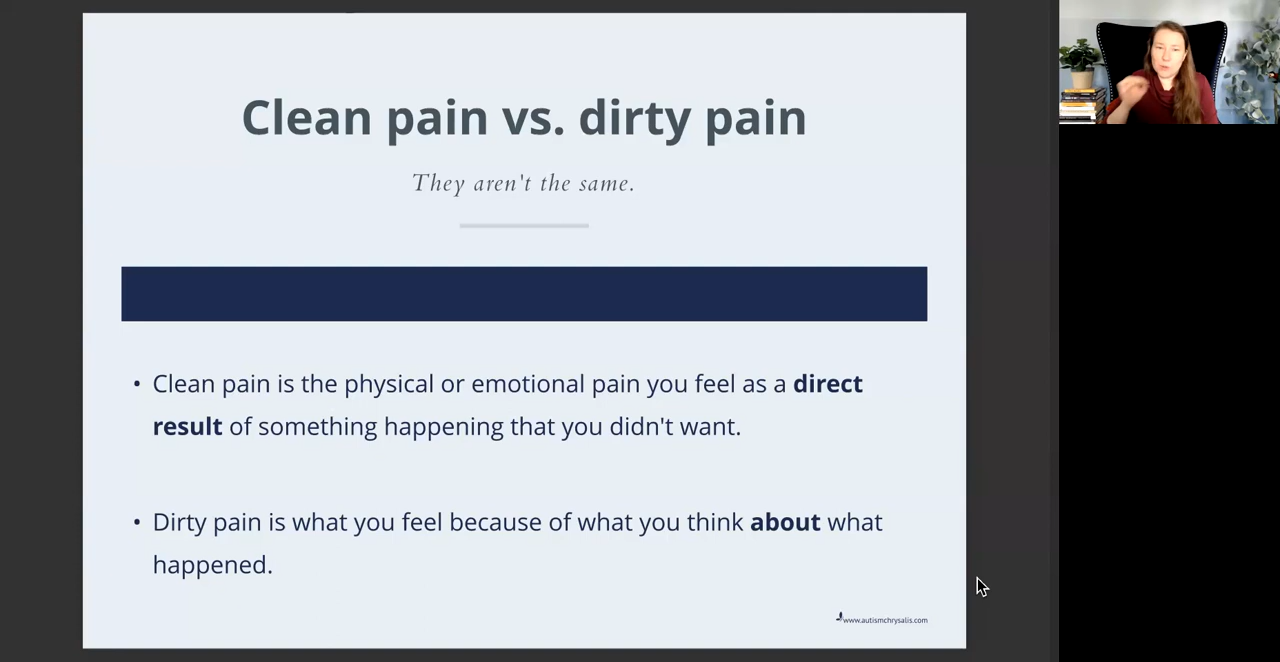 Clean pain vs. dirty pain
They aren't the same.
• Clean pain is the physical or emotional pain you feel as a direct
result of something happening that you didn't want.
• Dirty pain is what you feel because of what you think about what
happened.
www.autismchrysalis.com